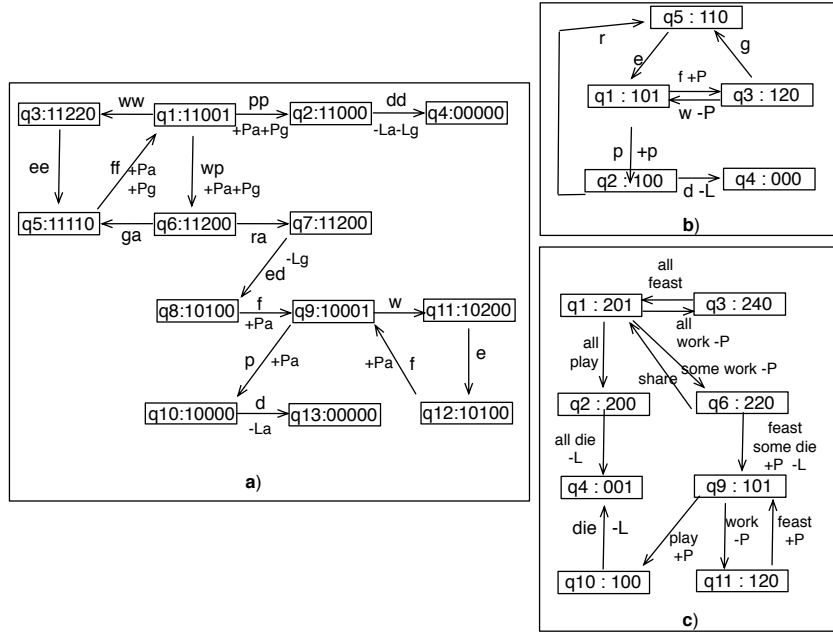 q3:11220 ww q1:11001 pp q2:11000 dd q4:00000
+Pa+Pg -La-Lg
ee ff +Pa wp
+Pg +Pa+Pg
q5:11110 ga q6:11200 ra q7:11200
-Lg
ed
q8:10100 f q9:10001 w q11:10200
+Pa
p +Pa +Pa f e
q10:10000 d q13:00000 q12:10100
-La
a)
q5 : 110
r e g
q1 : 101 f +P q3 : 120
w -P
p +p
q2 : 100 q4 : 000
d -L
b)
all
feast
q1 : 201 q3 : 240
all
work -P
all
play
some work -P
share
q2 : 200 q6 : 220
all die
-L
feast
some die
+P -L
q4 : 001 q9 : 101
die -L
play
+P
work
-P
feast
+P
q10 : 100 q11 : 120
c)